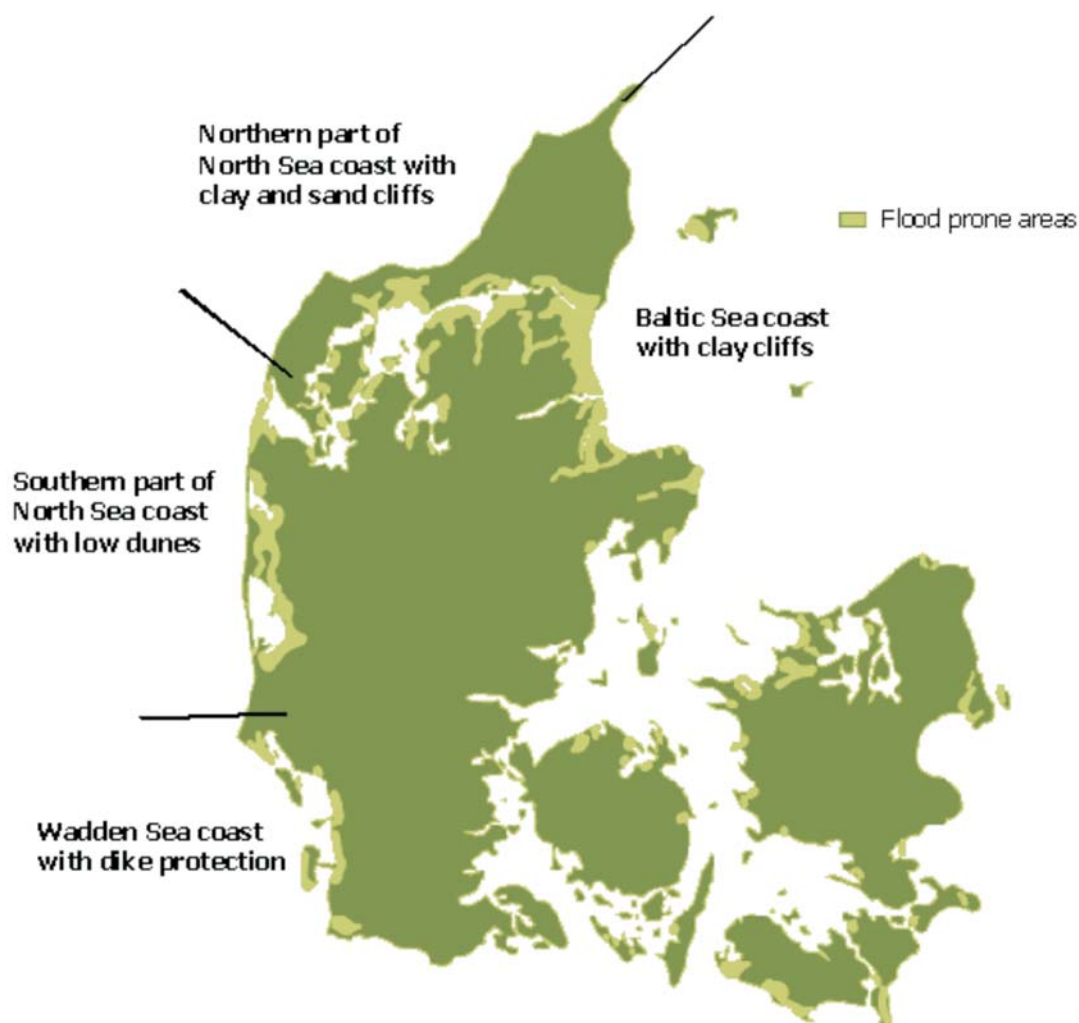 Northern part of
North Sea coast with
clay and sand cliffs
Flood prone areas
Baltic Sea coast
with clay cliffs
Southern part of
North Sea coast
with low dunes
Wadden Sea coast
with dike protection